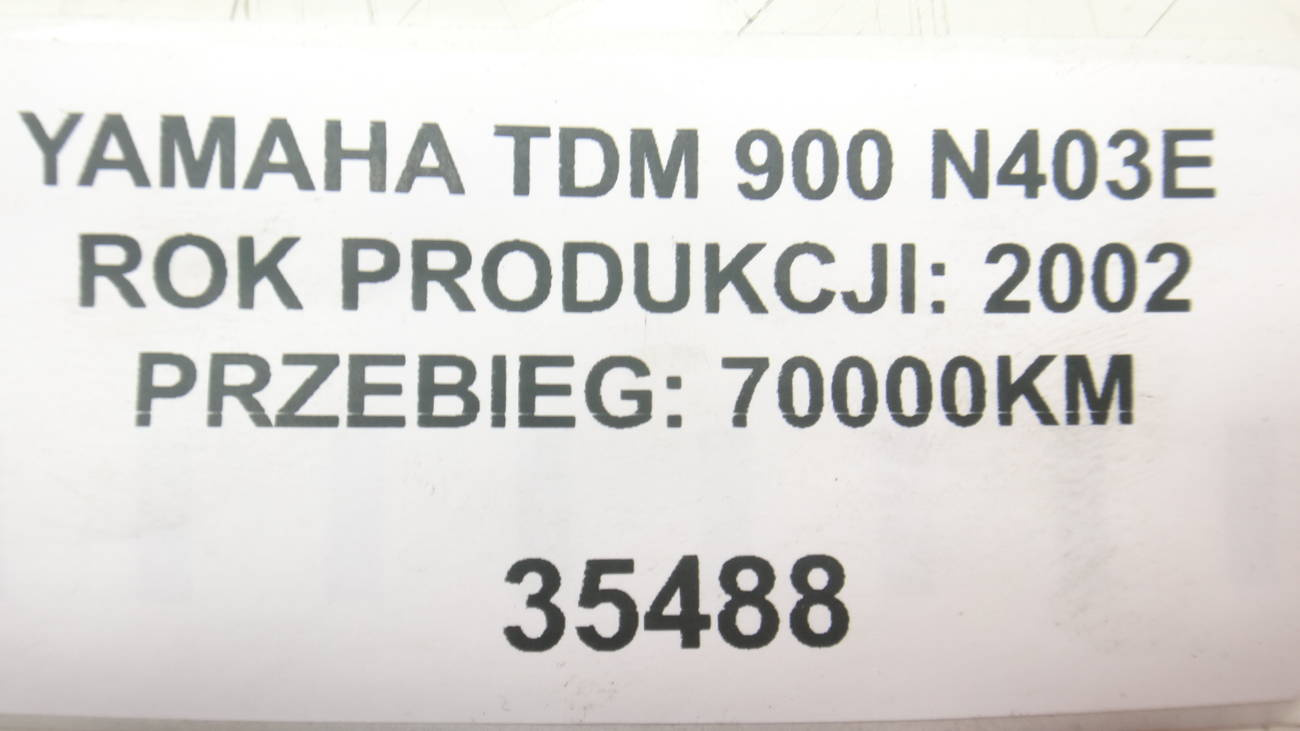 YAMAHA TDM 900 N403E
ROK PRODUKCJI: 2002
PRZEBIEG: 70000KM
35488